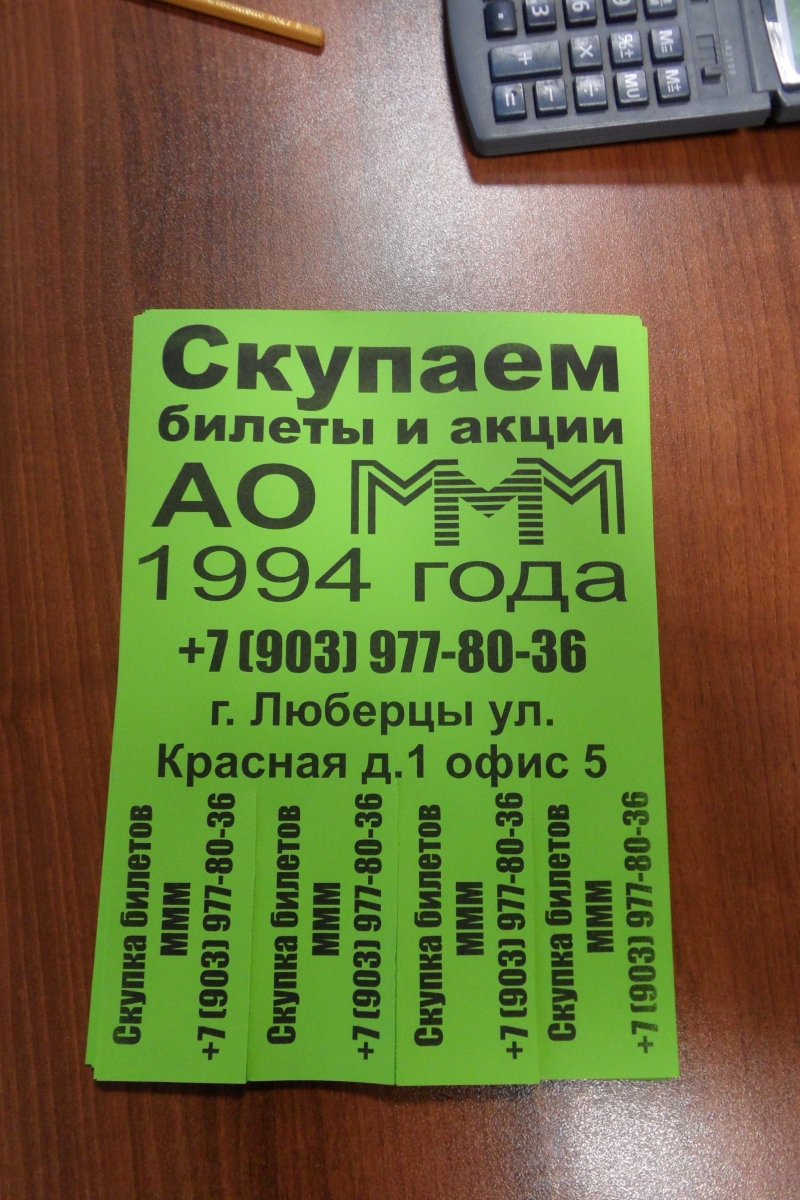 Скупаем
билеты и акции
АО МММ
1994 года
+7 (903) 977-80-36
г. Люберцы ул.
Красная д.1 офис 5
Скупка билетов
МММ
+7 (903) 977-80-36
Скупка билетов
МММ
+7 (903) 977-80-36
Скупка билетов
МММ
+7 (903) 977-80-36
Скупка билетов
МММ
+7 (903) 977-80-36